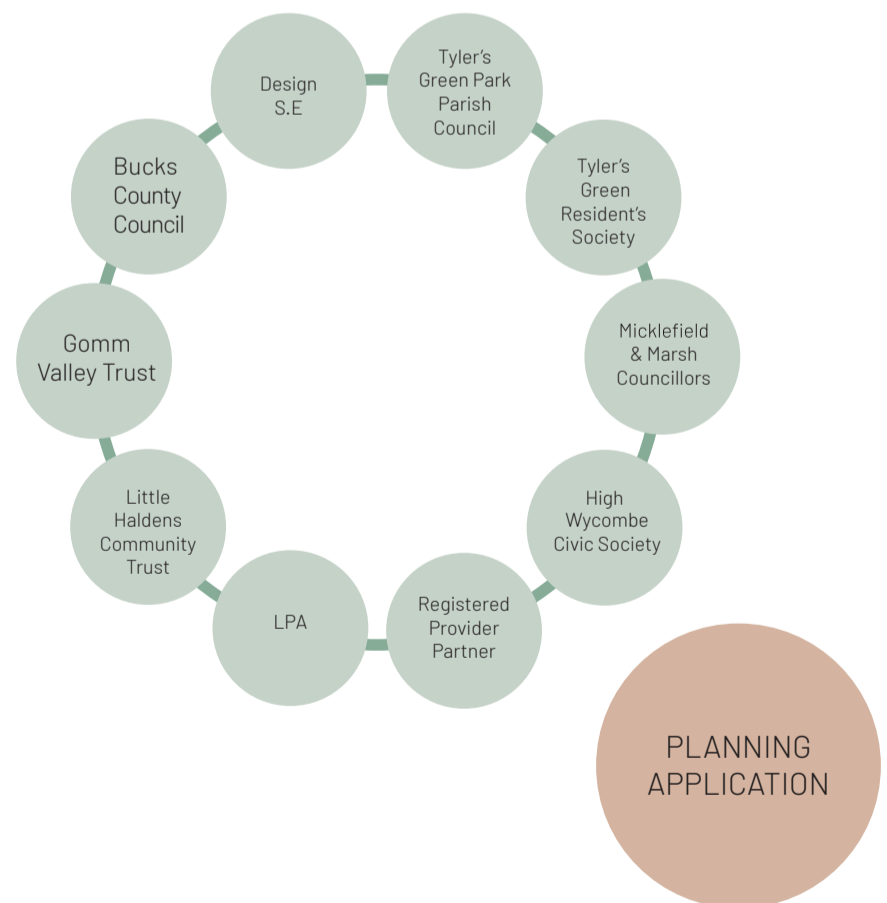 Design
S.E
Tyler's
Green Park
Parish
Council
Tyler's
Green
Resident's
Society
Micklefield
& Marsh
Councillors
High
Wycombe
Civic Society
Registered
Provider
Partner
LPA
Little
Haldens
Community
Trust
Gomm
Valley Trust
Bucks
County
Council
PLANNING
APPLICATION